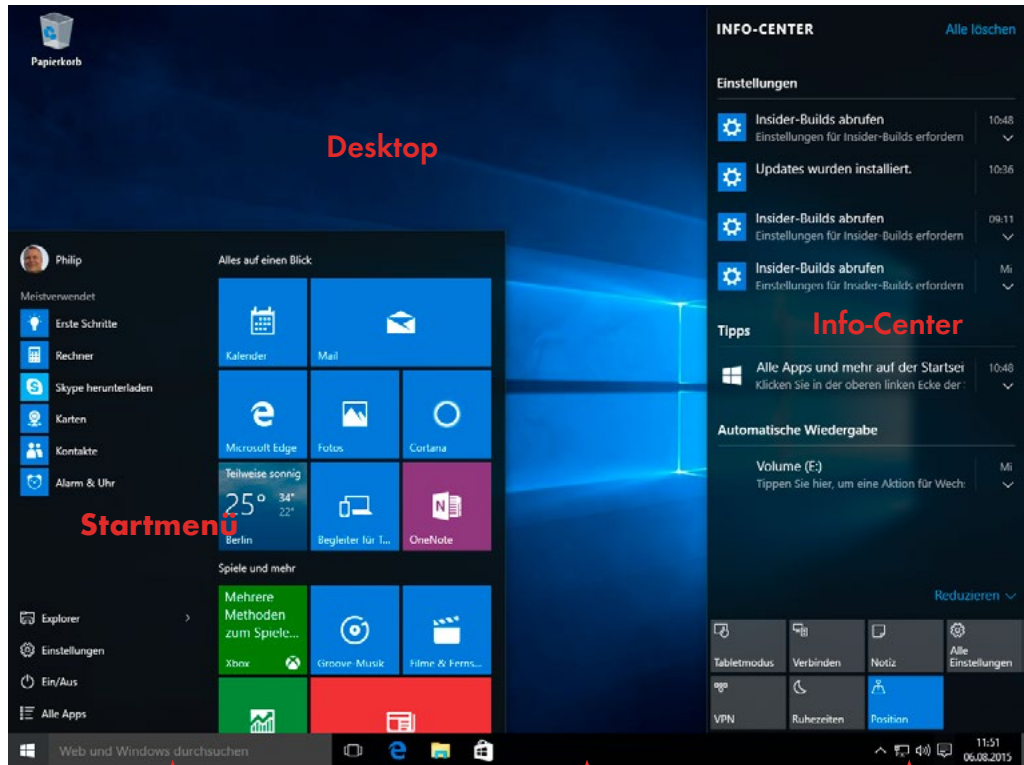 Papierkorb
Desktop
Philip
Meistverwendet
Erste Schritte
Rechner
Skype herunterladen
Karten
Kontakte
Alarm & Uhr
Startmenü
Explorer
Einstellungen
Ein/Aus
Alle Apps
Alles auf einen Blick
Kalender
Mail
Microsoft Edge
Fotos
Cortana
Teilweise sonnig
25° 34°
22°
Berlin
Begleiter für T...
OneNote
Spiele und mehr
Mehrere
Methoden
zum Spiele...
Xbox
Groove-Musik
Filme & Ferns...
INFO-CENTER Alle löschen
Einstellungen
Insider-Builds abrufen 10:48
Einstellungen für Insider-Builds erfordern
Updates wurden installiert. 10:36
Insider-Builds abrufen 09:11
Einstellungen für Insider-Builds erfordern
Insider-Builds abrufen Mi
Einstellungen für Insider-Builds erfordern
Info-Center
Tipps
Alle Apps und mehr auf der Startsei 10:48
Klicken Sie in der oberen linken Ecke der
Automatische Wiedergabe
Volume (E:) Mi
Tippen Sie hier, um eine Aktion für Wech
Reduzieren
Tabletmodus
Verbinden
Notiz
Alle
Einstellungen
VPN
Ruhezeiten
Position
Web und Windows durchsuchen
11:51
06.08.2015